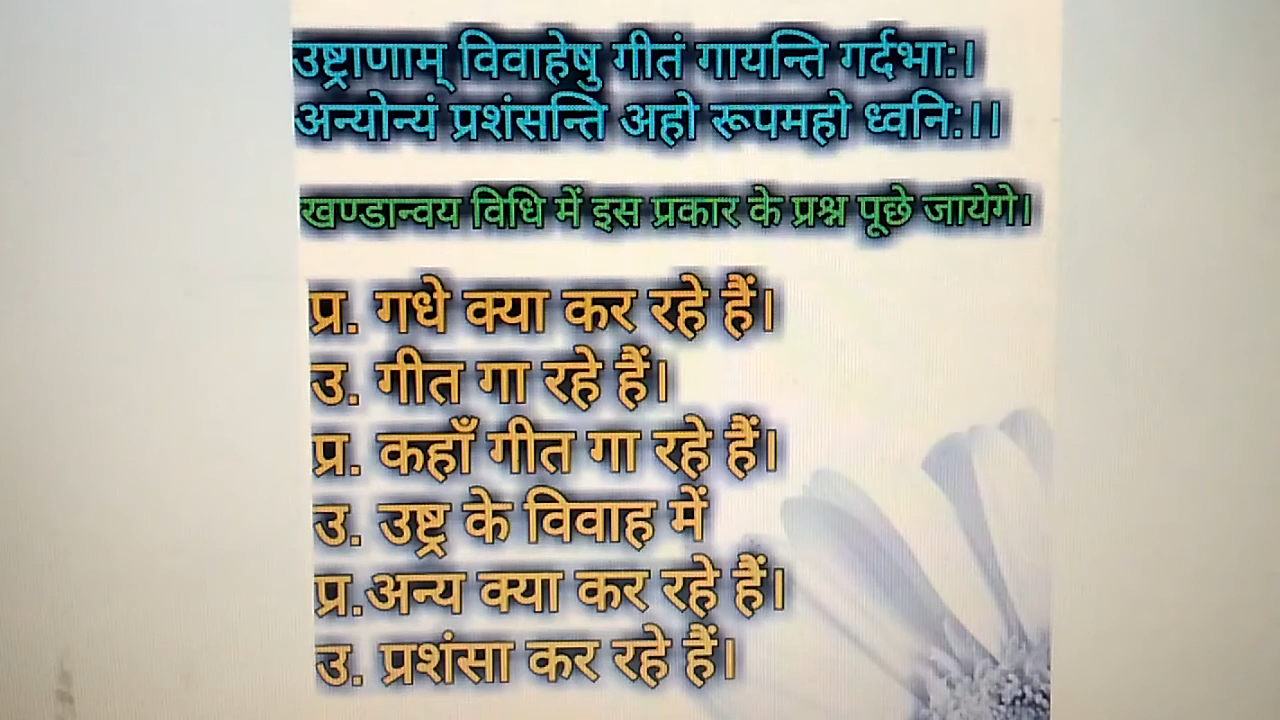 उष्ट्राणाम् विवाहेषु गीतं गायन्ति गर्दभा:।
अन्योन्यं प्रशंसन्ति अहो रूपमहो ध्वनि:।।
खण्डान्वय विधि में इस प्रकार के प्रश्न पूछे जायेगे।
प्र. गधे क्या कर रहे हैं।
उ. गीत गा रहे हैं।
प्र. कहाँ गीत गा रहे हैं।
उ. उष्ट्र के विवाह में
प्र.अन्य क्या कर रहे हैं।
उ. प्रशंसा कर रहे हैं।